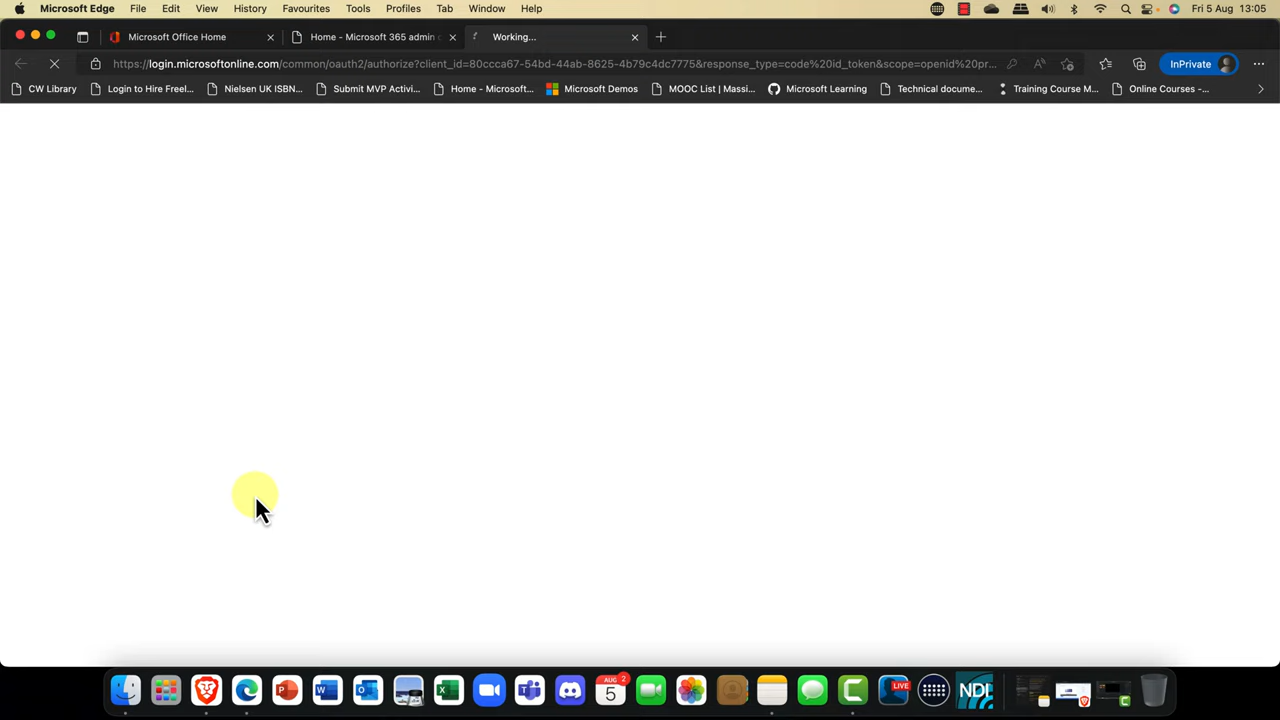 Microsoft Edge File Edit View History Favourites Tools Profiles Tab Window Help Fri 5 Aug 13:05
Microsoft Office Home Home - Microsoft 365 admin c Working...
https://login.microsoftonline.com/common/oauth2/authorize?client_id=80ccca67-54bd-44ab-8625-4b79c4dc7775&response_type=code%20id_token&scope=openid%20pr... InPrivate
CW Library Login to Hire Freel... Nielsen UK ISBN... Submit MVP Activi... Home - Microsoft... Microsoft Demos MOOC List | Massi... Microsoft Learning Technical docume... Training Course M... Online Courses -...
AUG 2
5
LIVE
NDI